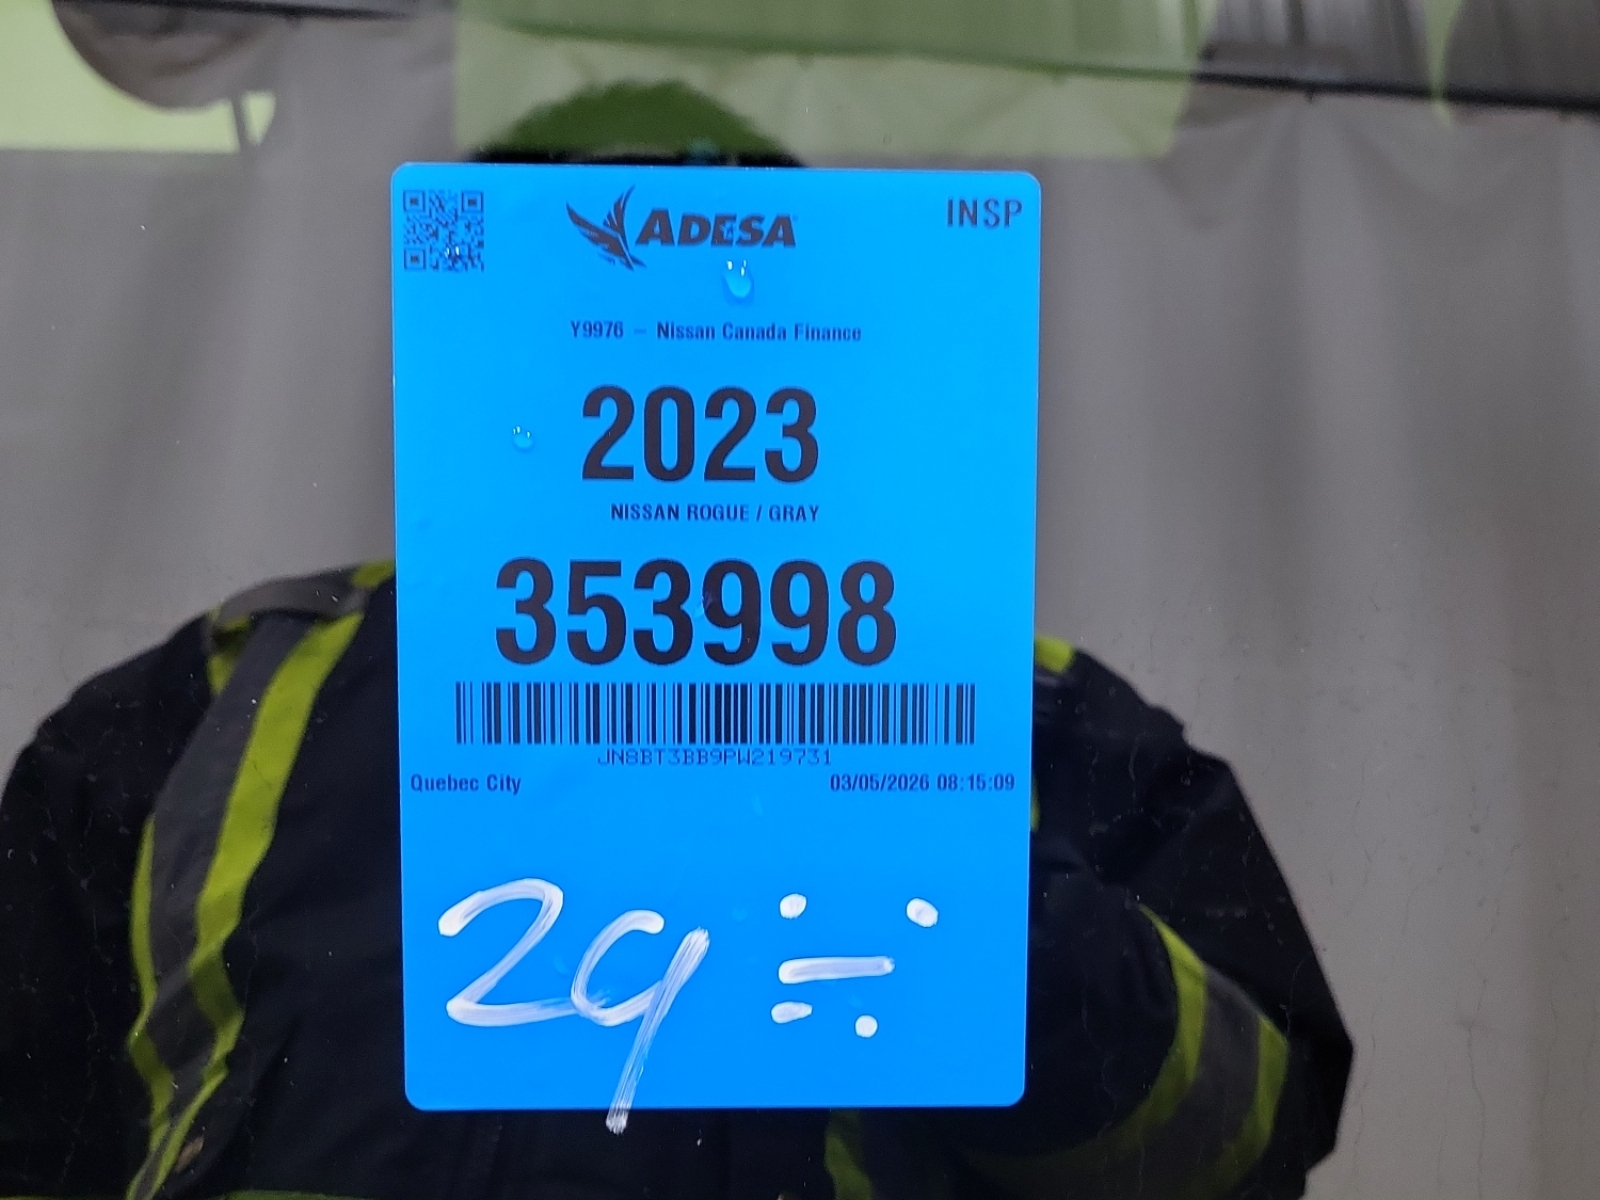 ADESA
INSP
Y9976 – Nissan Canada Finance
2023
NISSAN ROGUE / GRAY
353998
JN8BT3BB9PW219731
Quebec City
03/05/2026 08:15:09
29